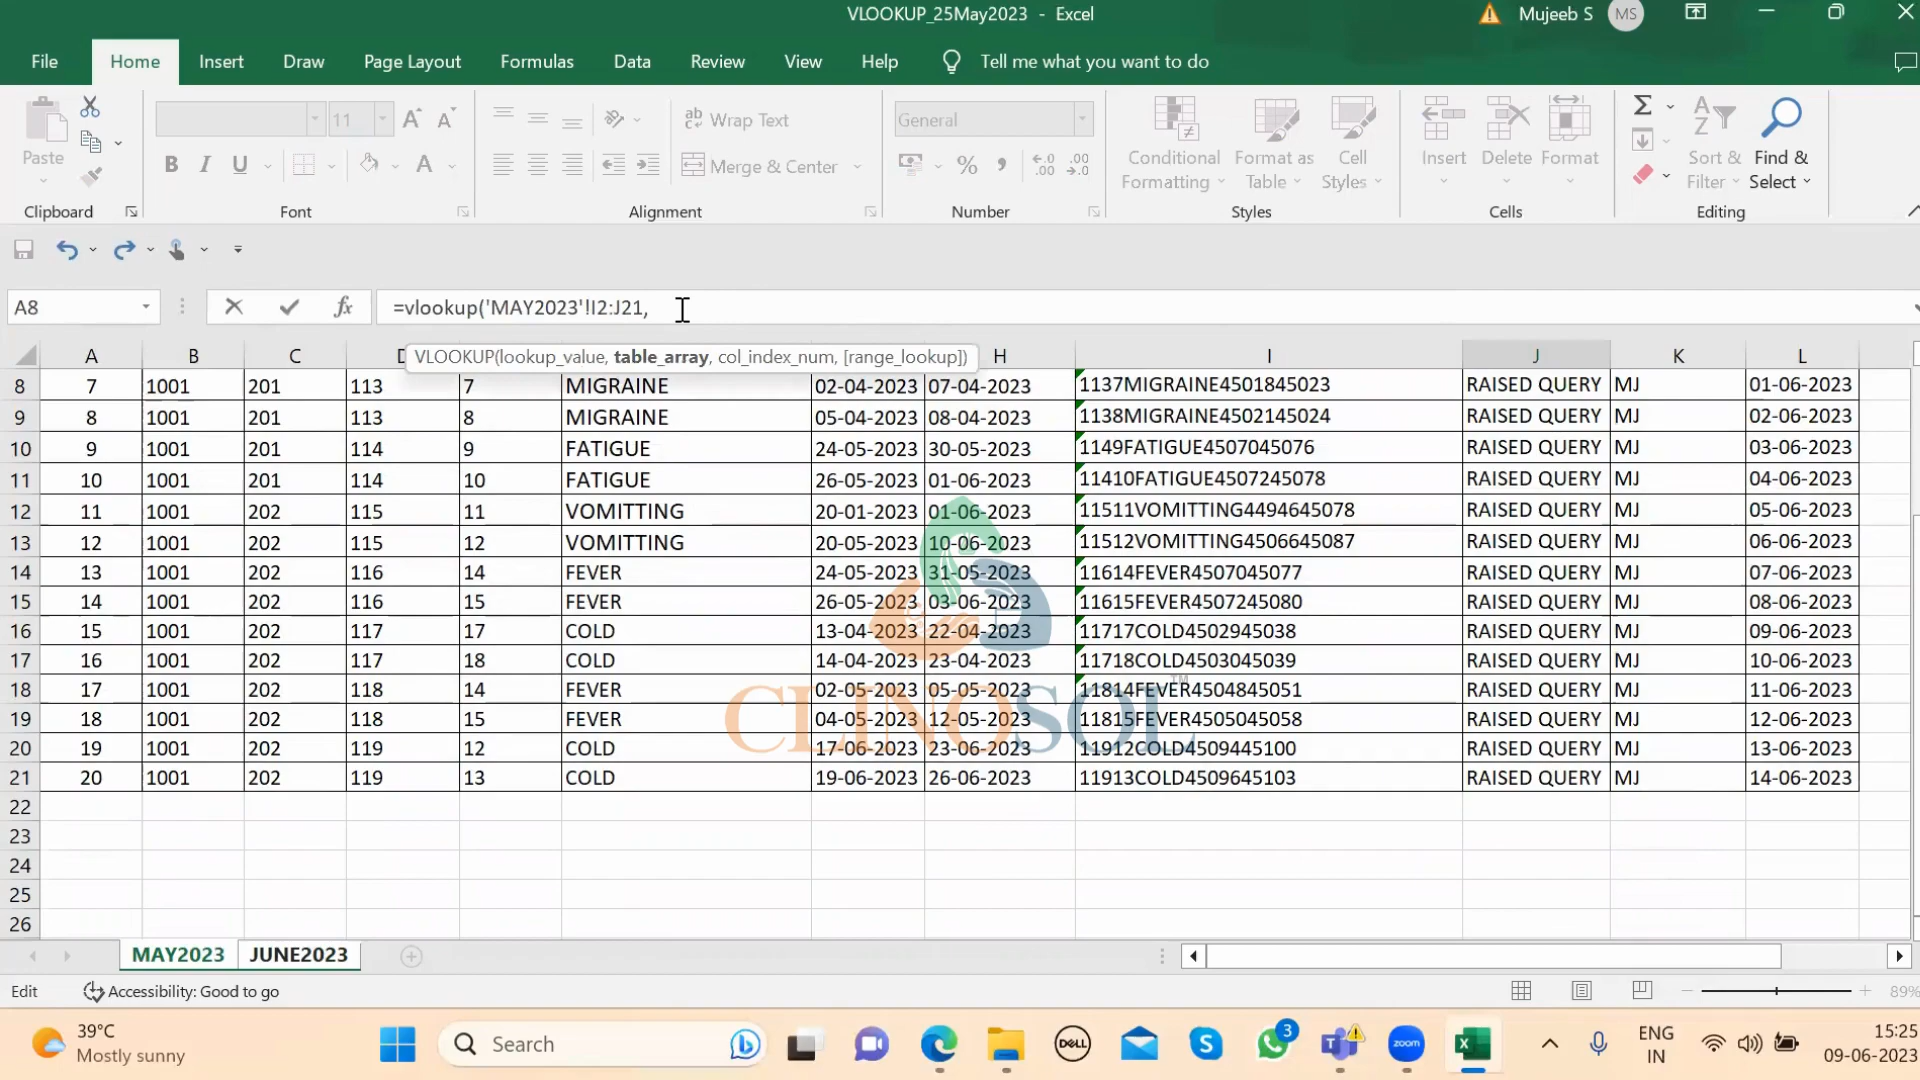 VLOOKUP_25May2023 - Excel
Mujeeb S
MS
File Home Insert Draw Page Layout Formulas Data Review View Help Tell me what you want to do
Paste
Clipboard
11
B I U
Font
ab Wrap Text
Merge & Center
Alignment
General
%
Number
Conditional Formatting
Format as Table
Cell Styles
Styles
Insert Delete Format
Cells
Sort & Filter
Find & Select
Editing
A8 fx =vlookup('MAY2023'!I2:J21,
VLOOKUP(lookup_value, table_array, col_index_num, [range_lookup])
A B C D H I J K L
8 7 1001 201 113 7 MIGRAINE 02-04-2023 07-04-2023 1137MIGRAINE4501845023 RAISED QUERY MJ 01-06-2023
9 8 1001 201 113 8 MIGRAINE 05-04-2023 08-04-2023 1138MIGRAINE4502145024 RAISED QUERY MJ 02-06-2023
10 9 1001 201 114 9 FATIGUE 24-05-2023 30-05-2023 1149FATIGUE4507045076 RAISED QUERY MJ 03-06-2023
11 10 1001 201 114 10 FATIGUE 26-05-2023 01-06-2023 11410FATIGUE4507245078 RAISED QUERY MJ 04-06-2023
12 11 1001 202 115 11 VOMITTING 20-01-2023 01-06-2023 11511VOMITTING4494645078 RAISED QUERY MJ 05-06-2023
13 12 1001 202 115 12 VOMITTING 20-05-2023 10-06-2023 11512VOMITTING4506645087 RAISED QUERY MJ 06-06-2023
14 13 1001 202 116 14 FEVER 24-05-2023 31-05-2023 11614FEVER4507045077 RAISED QUERY MJ 07-06-2023
15 14 1001 202 116 15 FEVER 26-05-2023 03-06-2023 11615FEVER4507245080 RAISED QUERY MJ 08-06-2023
16 15 1001 202 117 17 COLD 13-04-2023 22-04-2023 11717COLD4502945038 RAISED QUERY MJ 09-06-2023
17 16 1001 202 117 18 COLD 14-04-2023 23-04-2023 11718COLD4503045039 RAISED QUERY MJ 10-06-2023
18 17 1001 202 118 14 FEVER 02-05-2023 05-05-2023 11814FEVER4504845051 RAISED QUERY MJ 11-06-2023
19 18 1001 202 118 15 FEVER 04-05-2023 12-05-2023 11815FEVER4505045058 RAISED QUERY MJ 12-06-2023
20 19 1001 202 119 12 COLD 17-06-2023 23-06-2023 11912COLD4509445100 RAISED QUERY MJ 13-06-2023
21 20 1001 202 119 13 COLD 19-06-2023 26-06-2023 11913COLD4509645103 RAISED QUERY MJ 14-06-2023
22
23
24
25
26
CLINOSOL™
MAY2023 JUNE2023
Edit Accessibility: Good to go 89%
39°C
Mostly sunny
Search
DELL
3
zoom
ENG
IN
15:25
09-06-2023